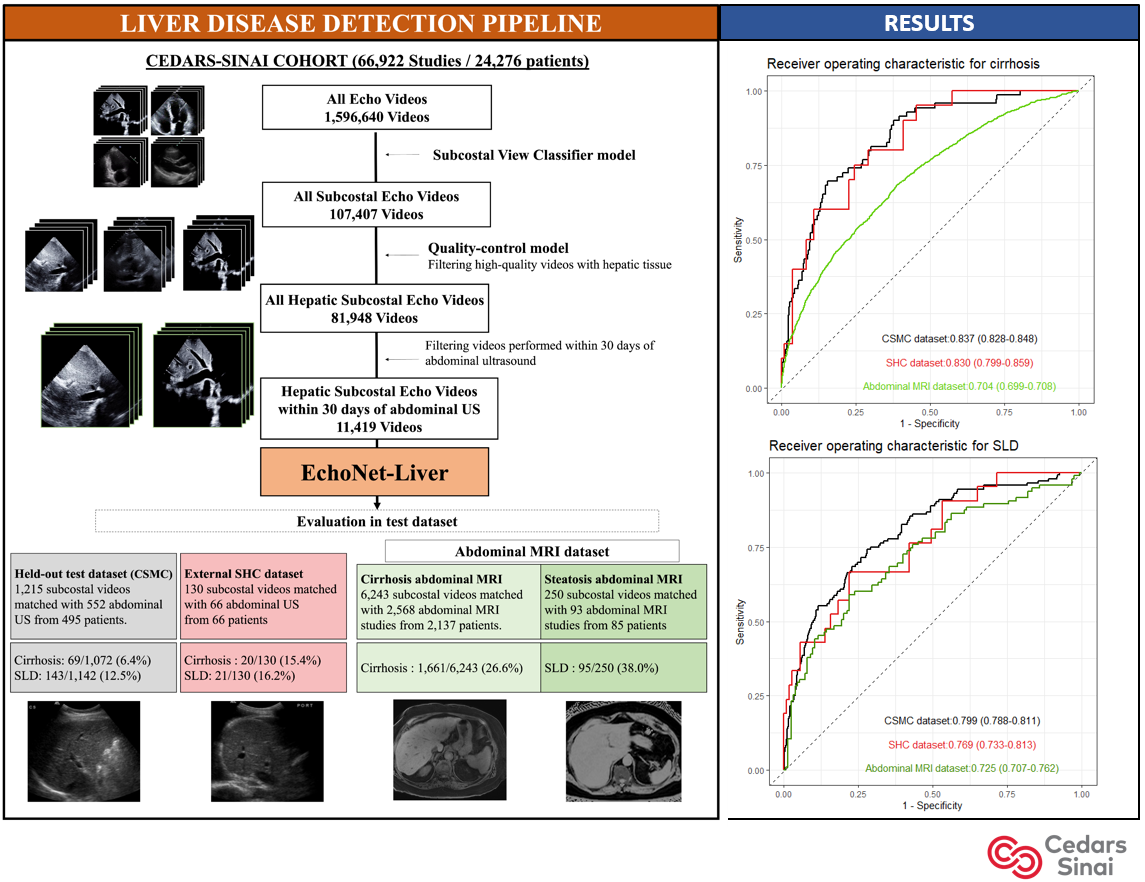 LIVER DISEASE DETECTION PIPELINE
CEDARS-SINAI COHORT (66,922 Studies / 24,276 patients)
All Echo Videos
1,596,640 Videos
Subcostal View Classifier model
All Subcostal Echo Videos
107,407 Videos
Quality-control model
Filtering high-quality videos with hepatic tissue
All Hepatic Subcostal Echo Videos
81,948 Videos
Filtering videos performed within 30 days of
abdominal ultrasound
Hepatic Subcostal Echo Videos
within 30 days of abdominal US
11,419 Videos
EchoNet-Liver
Evaluation in test dataset
Held-out test dataset (CSMC)
1,215 subcostal videos
matched with 552 abdominal
US from 495 patients.
Cirrhosis: 69/1,072 (6.4%)
SLD: 143/1,142 (12.5%)
External SHC dataset
130 subcostal videos matched
with 66 abdominal US
from 66 patients
Cirrhosis : 20/130 (15.4%)
SLD: 21/130 (16.2%)
PORT
Abdominal MRI dataset
Cirrhosis abdominal MRI
6,243 subcostal videos matched
with 2,568 abdominal MRI
studies from 2,137 patients.
Cirrhosis : 1,661/6,243 (26.6%)
Steatosis abdominal MRI
250 subcostal videos matched
with 93 abdominal MRI
studies from 85 patients
SLD : 95/250 (38.0%)
RESULTS
Receiver operating characteristic for cirrhosis
Sensitivity
1.00
0.75
0.50
0.25
0.00
CSMC dataset:0.837 (0.828-0.848)
SHC dataset:0.830 (0.799-0.859)
Abdominal MRI dataset:0.704 (0.699-0.708)
0.00 0.25 0.50 0.75 1.00
1 - Specificity
Receiver operating characteristic for SLD
Sensitivity
1.00
0.75
0.50
0.25
0.00
CSMC dataset:0.799 (0.788-0.811)
SHC dataset:0.769 (0.733-0.813)
Abdominal MRI dataset:0.725 (0.707-0.762)
0.00 0.25 0.50 0.75 1.00
1 - Specificity
Cedars
Sinai